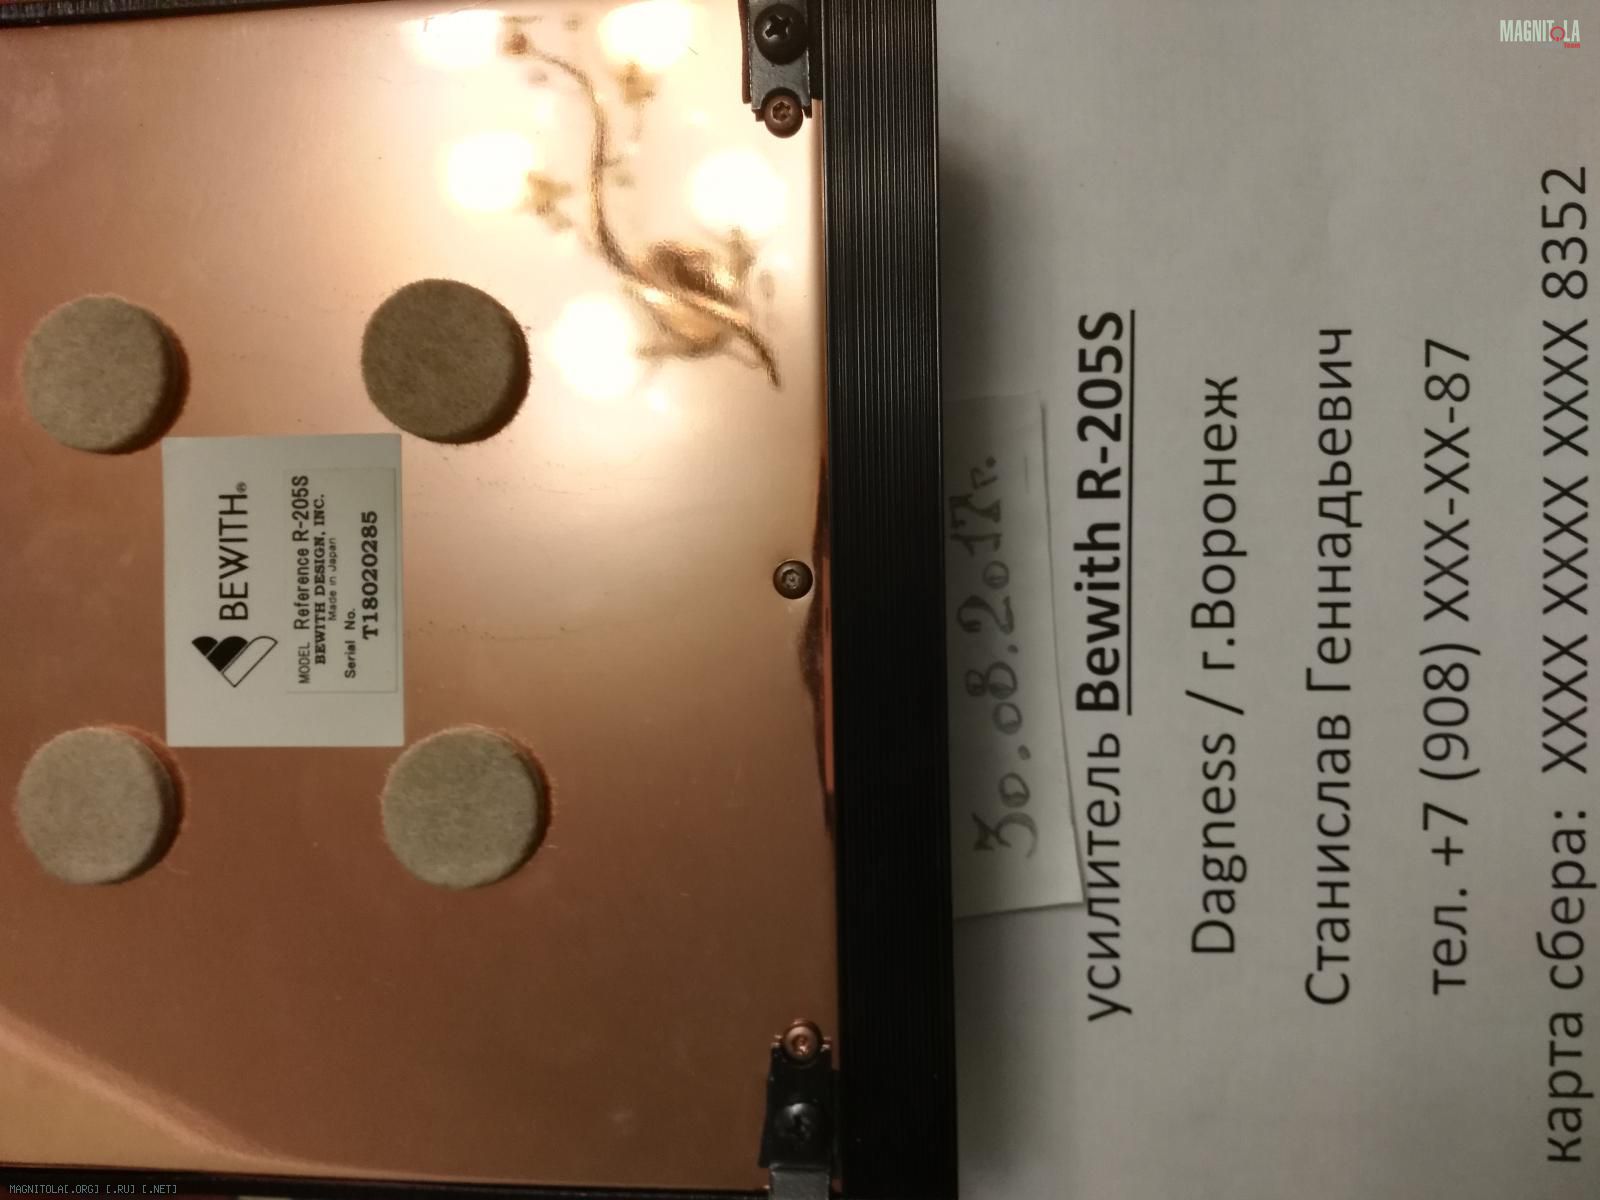 MAGNITOLA
Team
BEWITH®
MODEL Reference R-205S
BEWITH DESIGN, INC.
Made in Japan
Serial No.
T18020285
30.08.2017г.
усилитель Bewith R-205S
Dagness / г.Воронеж
Станислав Геннадьевич
тел. +7 (908) XXX-XX-87
карта сбера: XXXX XXXX XXXX XXXX 8352
MAGNITOLA[.ORG] [.RU] [.NET]